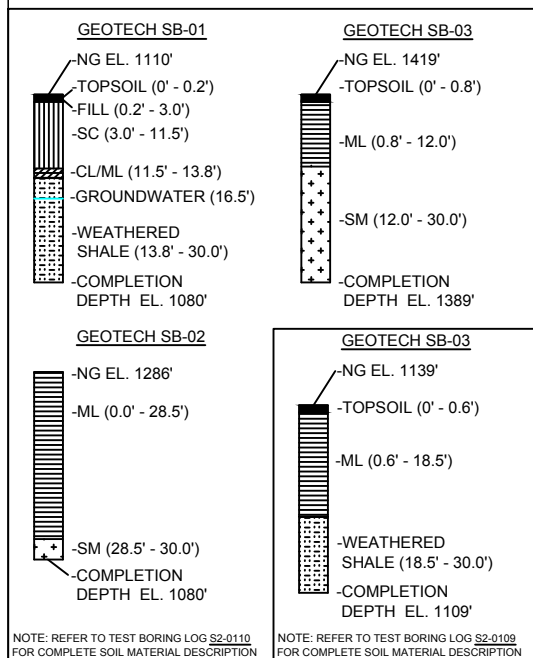 GEOTECH SB-01
-NG EL. 1110'
-TOPSOIL (0' - 0.2')
-FILL (0.2' - 3.0')
-SC (3.0' - 11.5')
-CL/ML (11.5' - 13.8')
-GROUNDWATER (16.5')
-WEATHERED
SHALE (13.8' - 30.0')
-COMPLETION
DEPTH EL. 1080'
GEOTECH SB-03
-NG EL. 1419'
-TOPSOIL (0' - 0.8')
-ML (0.8' - 12.0')
-SM (12.0' - 30.0')
-COMPLETION
DEPTH EL. 1389'
GEOTECH SB-02
-NG EL. 1286'
-ML (0.0' - 28.5')
-SM (28.5' - 30.0')
-COMPLETION
DEPTH EL. 1080'
NOTE: REFER TO TEST BORING LOG S2-0110
FOR COMPLETE SOIL MATERIAL DESCRIPTION
GEOTECH SB-03
-NG EL. 1139'
-TOPSOIL (0' - 0.6')
-ML (0.6' - 18.5')
-WEATHERED
SHALE (18.5' - 30.0')
-COMPLETION
DEPTH EL. 1109'
NOTE: REFER TO TEST BORING LOG S2-0109
FOR COMPLETE SOIL MATERIAL DESCRIPTION